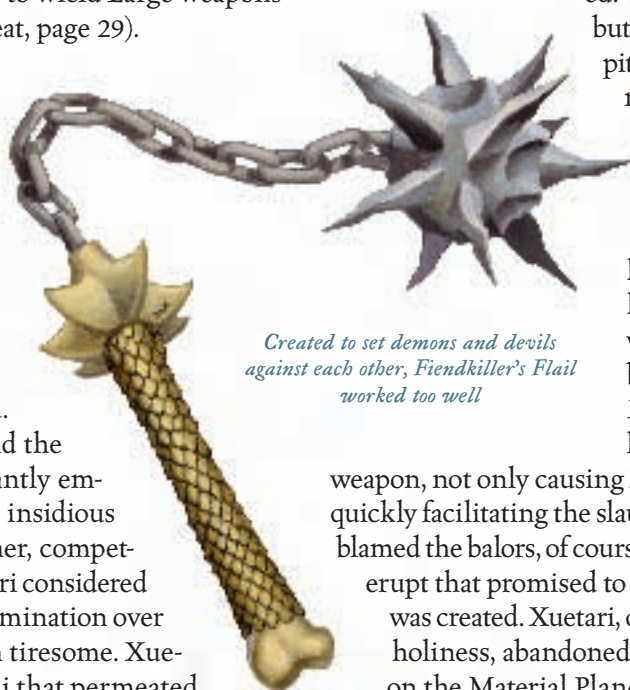 to wield Large weapons
eat, page 29).
but
Created to set demons and devils
against each other, Fiendkiller's Flail
worked too well
d the
antly em-
insidious
her, compet-
ri considered
mination over
tiresome. Xue-
i that permeated
weapon, not only causing
quickly facilitating the slau
blamed the balors, of cours
erupt that promised to
was created. Xuetari, 
holiness, abandoned
on the Material Plane